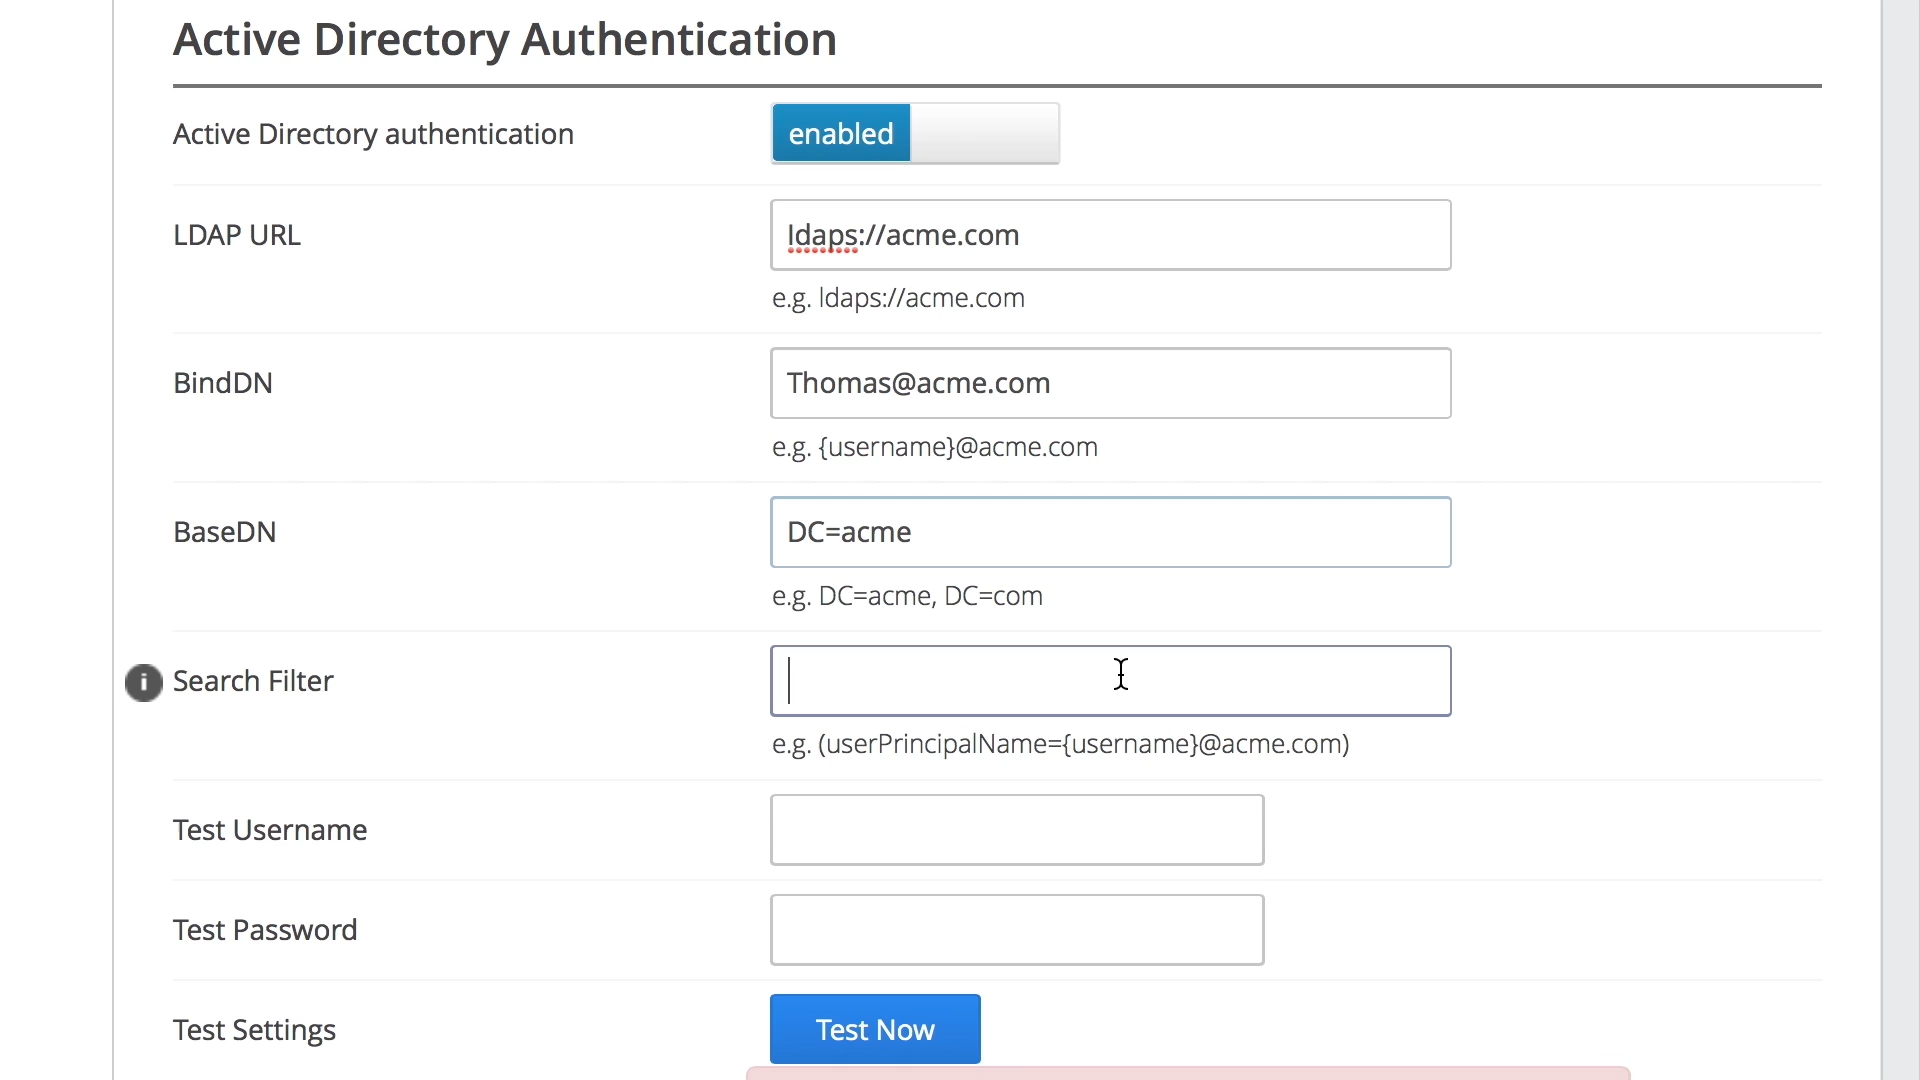 Active Directory Authentication
Active Directory authentication
enabled
LDAP URL
ldaps://acme.com
e.g. ldaps://acme.com
BindDN
Thomas@acme.com
e.g. {username}@acme.com
BaseDN
DC=acme
e.g. DC=acme, DC=com
i
Search Filter
e.g. (userPrincipalName={username}@acme.com)
Test Username
Test Password
Test Settings
Test Now